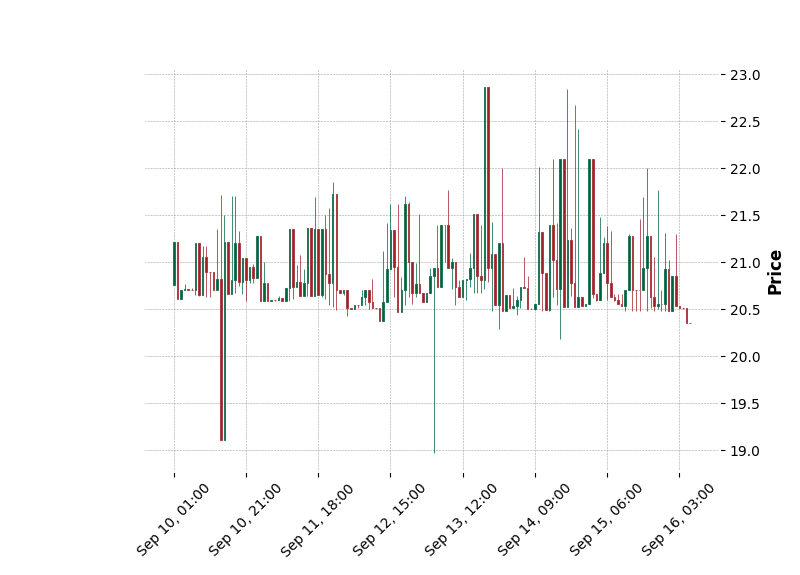 23.0
22.5
22.0
21.5
21.0
20.5
20.0
19.5
19.0
Price
Sep 10, 01:00
Sep 10, 21:00
Sep 11, 18:00
Sep 12, 15:00
Sep 13, 12:00
Sep 14, 09:00
Sep 15, 06:00
Sep 16, 03:00